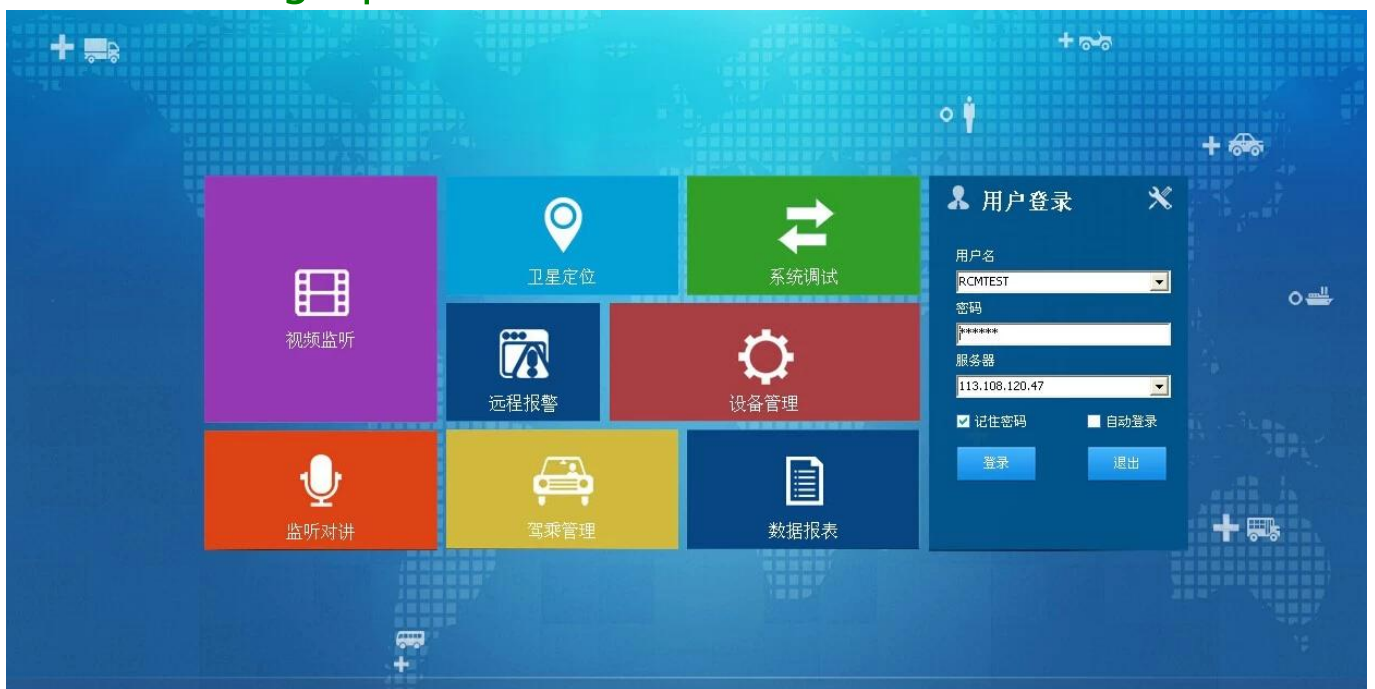 卫星定位
系统调试
视频监听
远程报警
设备管理
监听对讲
驾乘管理
数据报表
用户登录
用户名
RCMTEST
密码
******
服务器
113.108.120.47
记住密码
自动登录
登录
退出